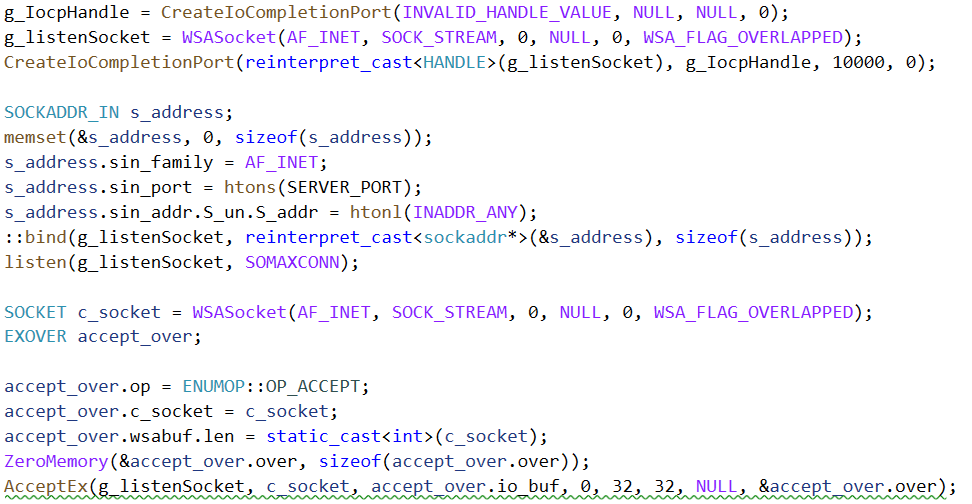 g_IocpHandle = CreateIoCompletionPort(INVALID_HANDLE_VALUE, NULL, NULL, 0);
g_listenSocket = WSASocket(AF_INET, SOCK_STREAM, 0, NULL, 0, WSA_FLAG_OVERLAPPED);
CreateIoCompletionPort(reinterpret_cast<HANDLE>(g_listenSocket), g_IocpHandle, 10000, 0);

SOCKADDR_IN s_address;
memset(&s_address, 0, sizeof(s_address));
s_address.sin_family = AF_INET;
s_address.sin_port = htons(SERVER_PORT);
s_address.sin_addr.S_un.S_addr = htonl(INADDR_ANY);
::bind(g_listenSocket, reinterpret_cast<sockaddr*>(&s_address), sizeof(s_address));
listen(g_listenSocket, SOMAXCONN);

SOCKET c_socket = WSASocket(AF_INET, SOCK_STREAM, 0, NULL, 0, WSA_FLAG_OVERLAPPED);
EXOVER accept_over;

accept_over.op = ENUMOP::OP_ACCEPT;
accept_over.c_socket = c_socket;
accept_over.wsabuf.len = static_cast<int>(c_socket);
ZeroMemory(&accept_over.over, sizeof(accept_over.over));
AcceptEx(g_listenSocket, c_socket, accept_over.io_buf, 0, 32, 32, NULL, &accept_over.over);